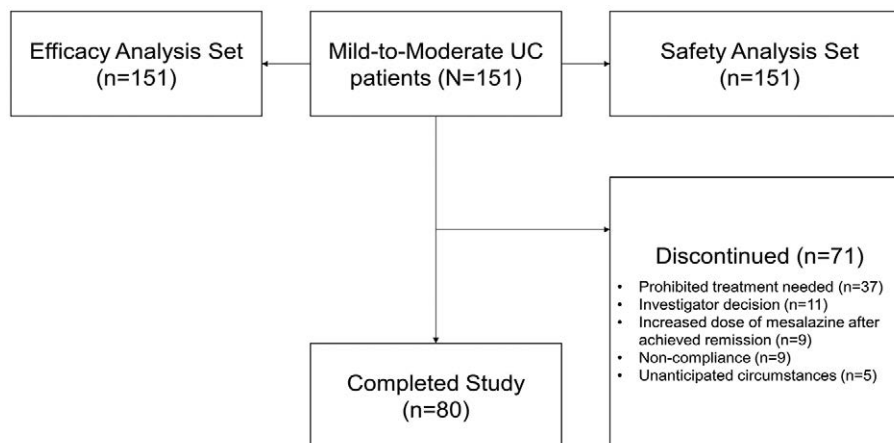 Efficacy Analysis Set
(n=151)
Mild-to-Moderate UC
patients (N=151)
Safety Analysis Set
(n=151)
Discontinued (n=71)
• Prohibited treatment needed (n=37)
• Investigator decision (n=11)
• Increased dose of mesalazine after
achieved remission (n=9)
• Non-compliance (n=9)
• Unanticipated circumstances (n=5)
Completed Study
(n=80)